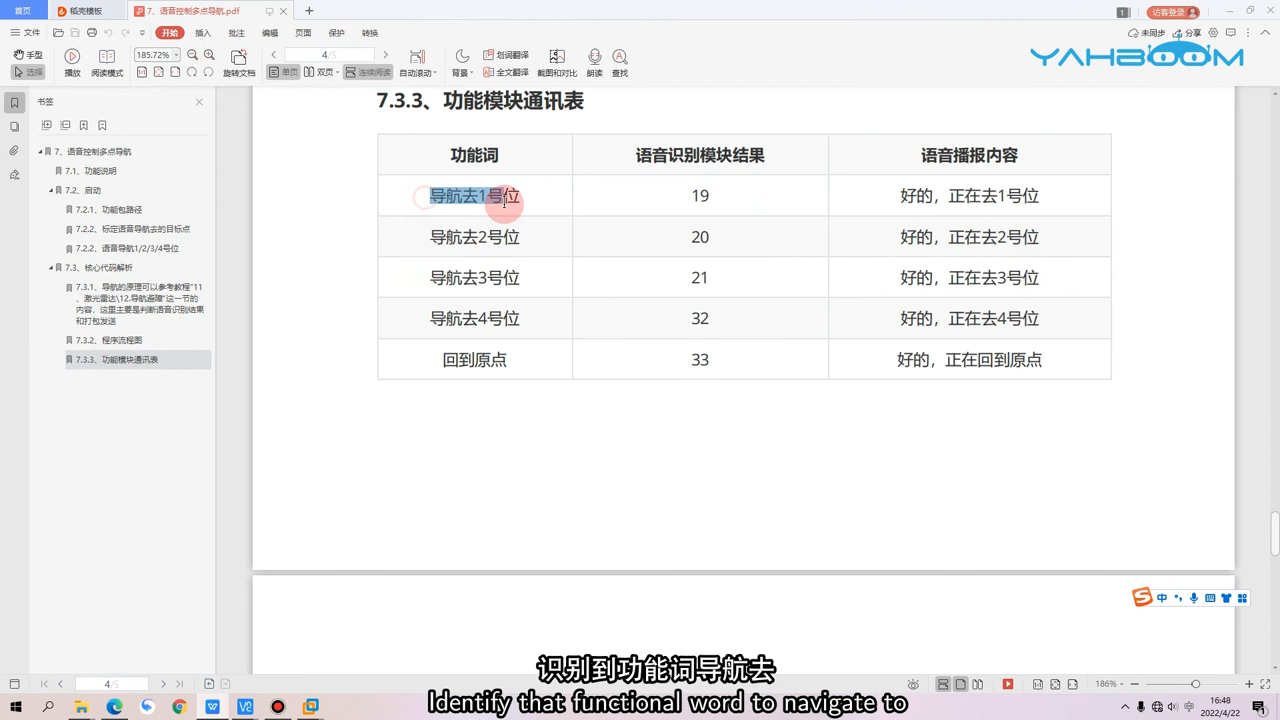 首页
稻壳模板
7、语音控制多点导航.pdf
1
访客登录
文件
开始
插入
批注
编辑
页面
保护
转换
未同步
分享
手型
选择
播放
阅读模式
185.72%
旋转文档
4/5
单页
双页
连续阅读
自动滚动
背景
划词翻译
全文翻译
截图和对比
朗读
查找
YAHBOOM
书签
7、语音控制多点导航
7.1、功能说明
7.2、启动
7.2.1、功能包路径
7.2.2、标定语音导航去的目标点
7.2.2、语音导航1/2/3/4号位
7.3、核心代码解析
7.3.1、导航的原理可以参考教程“11
、激光雷达\12.导航避障”这一节的
内容、这里主要是判断语音识别结果
和打包发送
7.3.2、程序流程图
7.3.3、功能模块通讯表
7.3.3、功能模块通讯表
功能词 语音识别模块结果 语音播报内容
导航去1号位 19 好的，正在去1号位
导航去2号位 20 好的，正在去2号位
导航去3号位 21 好的，正在去3号位
导航去4号位 32 好的，正在去4号位
回到原点 33 好的，正在回到原点
中
识别到功能词导航去
Identify that functional word to navigate to
4/5
186%
中
16:48
2022/4/22